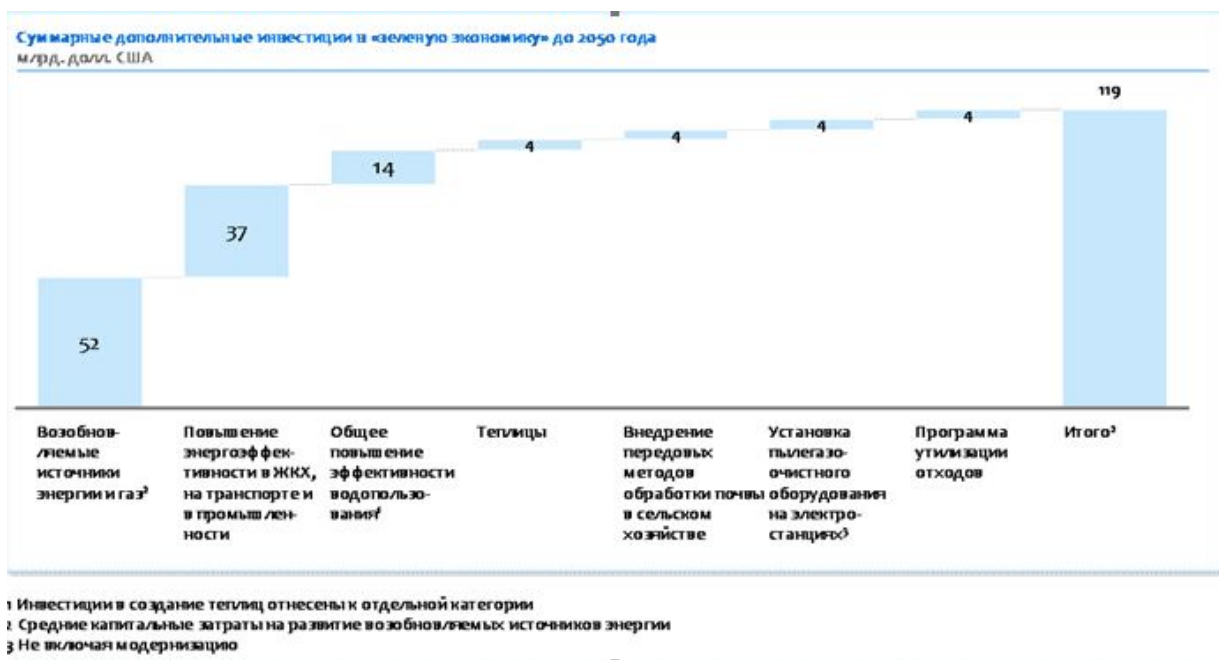 Суммарные дополнительные инвестиции в «зеленую экономику» до 2050 года
млрд. долл. США
119
4
4
4
4
14
37
52
Возобнов-
ляемые
источники
энергии и газ²
Повышение
энергоэффек-
тивности в ЖКХ,
на транспорте и
в промышлен-
ности
Общее
повышение
эффективности
водопользо-
вания¹
Теплицы
Внедрение
передовых
методов
обработки почвы
в сельском
хозяйстве
Установка
пылегазо-
очистного
оборудования
на электро-
станциях³
Программа
утилизации
отходов
Итого³
1 Инвестиции в создание теплиц отнесены к отдельной категории
2 Средние капитальные затраты на развитие возобновляемых источников энергии
3 Не включая модернизацию